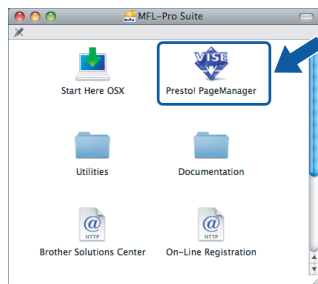 MFL-Pro Suite
VISE
Start Here OSX
Presto! PageManager
Utilities
Documentation
@
HTTP
@
HTTP
Brother Solutions Center
On-Line Registration